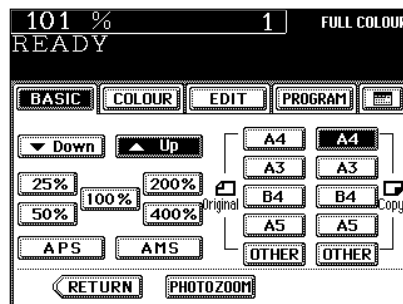 101 % 1 FULL COLOUR
READY
BASIC COLOUR EDIT PROGRAM
Down Up
25% 100% 200%
50% 400%
APS AMS
Original Copy
A4 A4
A3 A3
B4 B4
A5 A5
OTHER OTHER
RETURN PHOTOZOOM